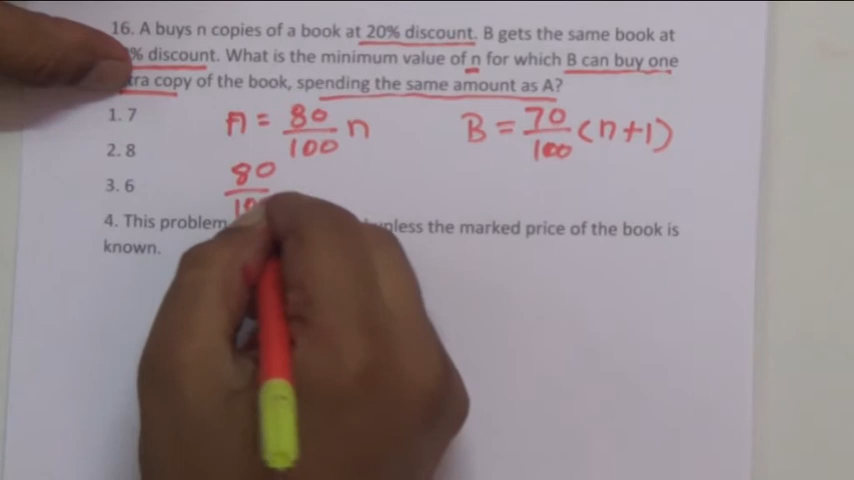 16. A buys n copies of a book at 20% discount. B gets the same book at
% discount. What is the minimum value of n for which B can buy one
copy of the book, spending the same amount as A?
1. 7
A = 80/100 n
B = 70/100 (n+1)
2. 8
80
3. 6
4. This problem unless the marked price of the book is
known.